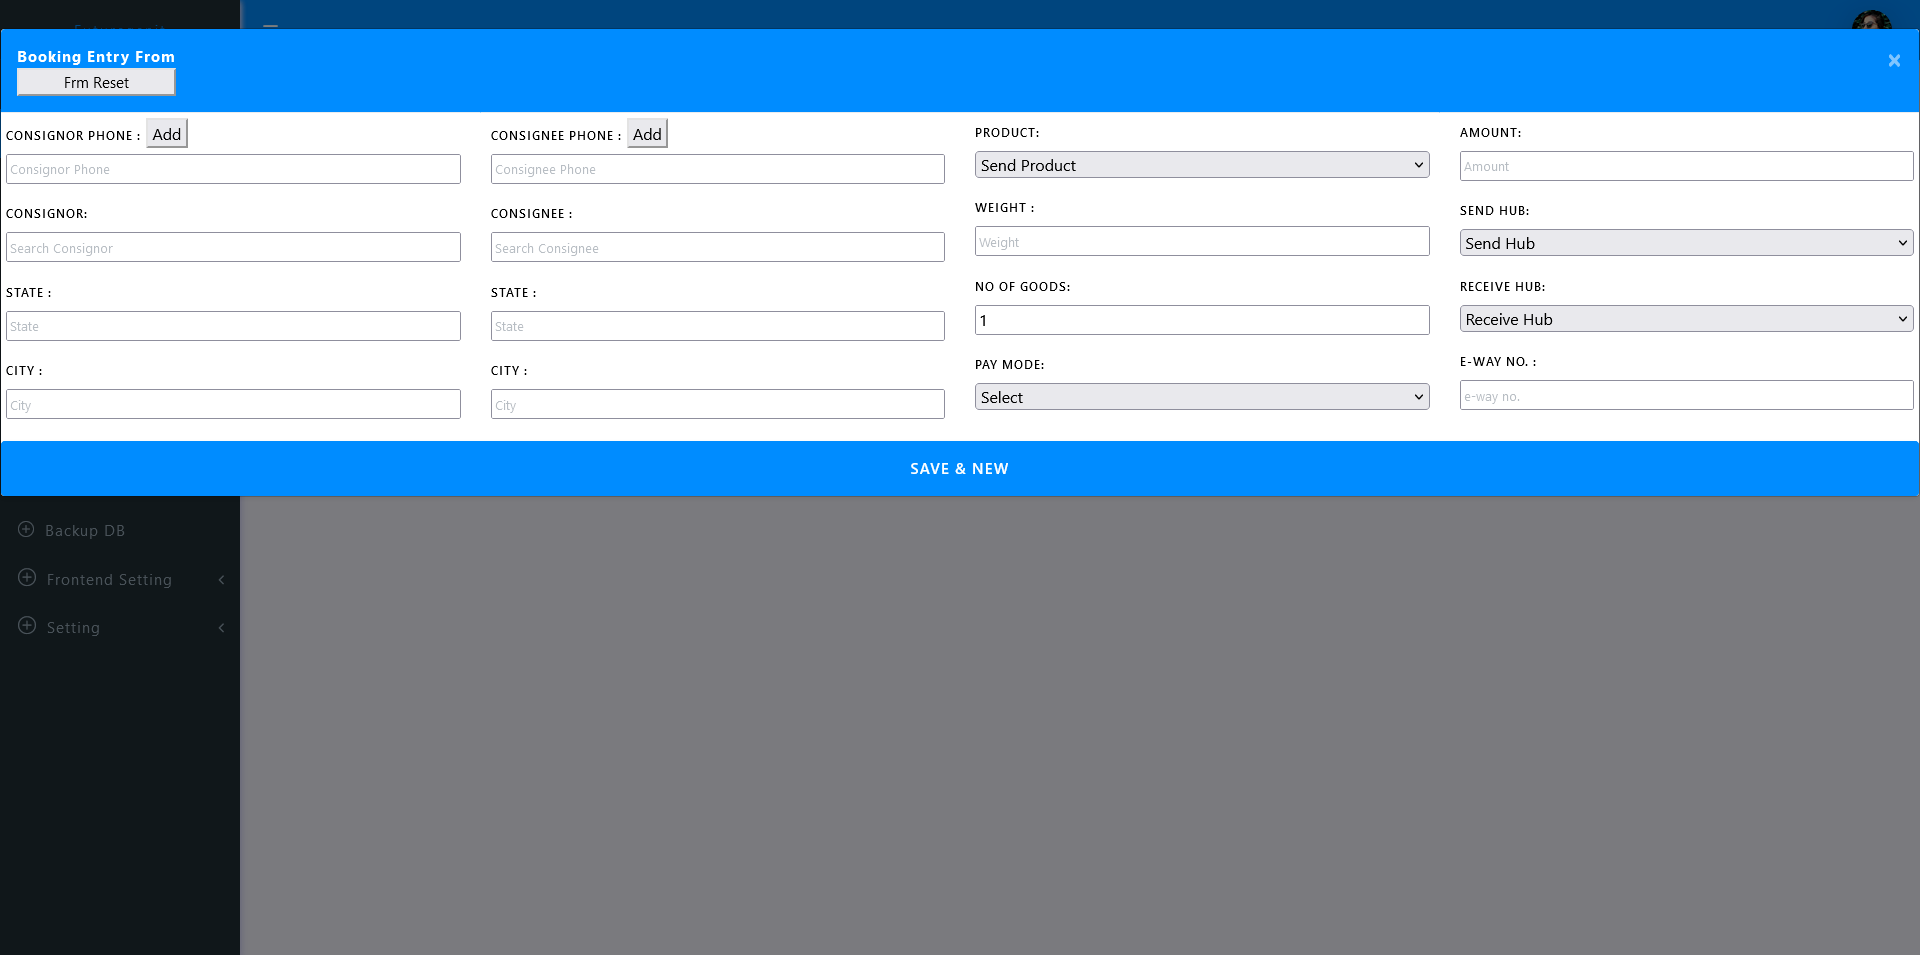 Booking Entry From
×
Frm Reset
CONSIGNOR PHONE : Add
Consignor Phone
CONSIGNOR:
Search Consignor
STATE :
State
CITY :
City
CONSIGNEE PHONE : Add
Consignee Phone
CONSIGNEE :
Search Consignee
STATE :
State
CITY :
City
PRODUCT:
Send Product
WEIGHT :
Weight
NO OF GOODS:
1
PAY MODE:
Select
AMOUNT:
Amount
SEND HUB:
Send Hub
RECEIVE HUB:
Receive Hub
E-WAY NO. :
e-way no.
SAVE & NEW
Backup DB
Frontend Setting
Setting